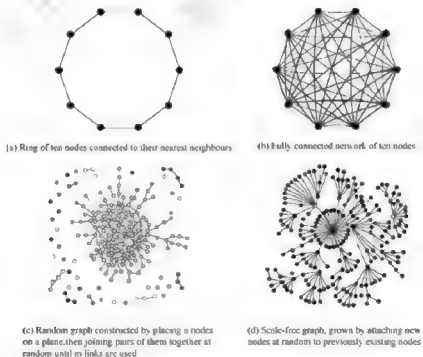 (a) Ring of ten nodes connected to their nearest neighbours
(b) Fully connected network of ten nodes
(c) Random graph constructed by placing n nodes
on a plane,then joining pairs of them together at
random until m links are used
(d) Scale-free graph, grown by attaching new
nodes at random to previously existing nodes